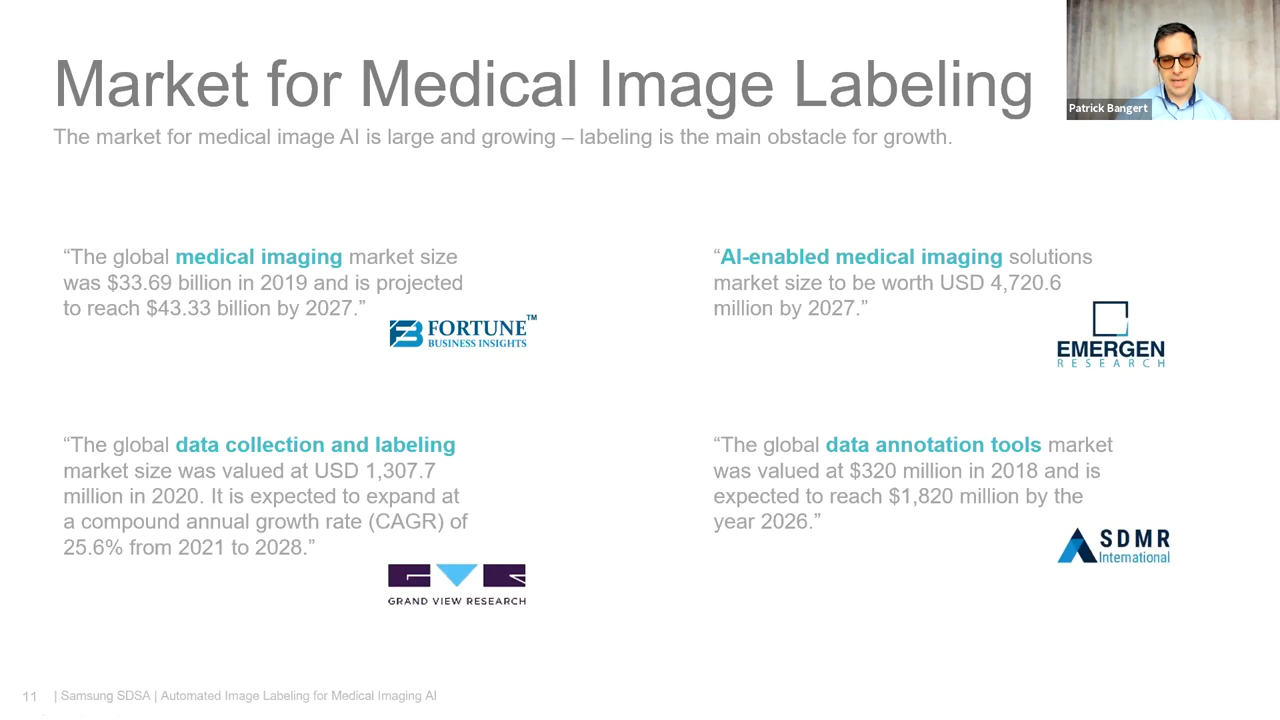 Market for Medical Image Labeling
Patrick Bangert
The market for medical image AI is large and growing – labeling is the main obstacle for growth.
“The global medical imaging market size
was $33.69 billion in 2019 and is projected
to reach $43.33 billion by 2027.”
FORTUNE™
BUSINESS INSIGHTS
“AI-enabled medical imaging solutions
market size to be worth USD 4,720.6
million by 2027.”
EMERGEN
RESEARCH
“The global data collection and labeling
market size was valued at USD 1,307.7
million in 2020. It is expected to expand at
a compound annual growth rate (CAGR) of
25.6% from 2021 to 2028.”
GRAND VIEW RESEARCH
“The global data annotation tools market
was valued at $320 million in 2018 and is
expected to reach $1,820 million by the
year 2026.”
SDMR
International
11 | Samsung SDSA | Automated Image Labeling for Medical Imaging AI